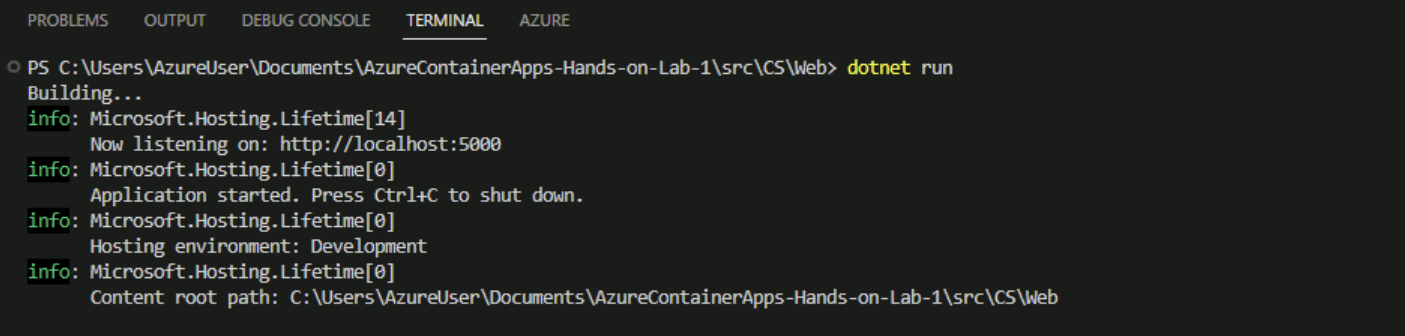 PROBLEMS OUTPUT DEBUG CONSOLE TERMINAL AZURE
PS C:\Users\AzureUser\Documents\AzureContainerApps-Hands-on-Lab-1\src\CS\Web> dotnet run
Building...
info: Microsoft.Hosting.Lifetime[14]
Now listening on: http://localhost:5000
info: Microsoft.Hosting.Lifetime[0]
Application started. Press Ctrl+C to shut down.
info: Microsoft.Hosting.Lifetime[0]
Hosting environment: Development
info: Microsoft.Hosting.Lifetime[0]
Content root path: C:\Users\AzureUser\Documents\AzureContainerApps-Hands-on-Lab-1\src\CS\Web